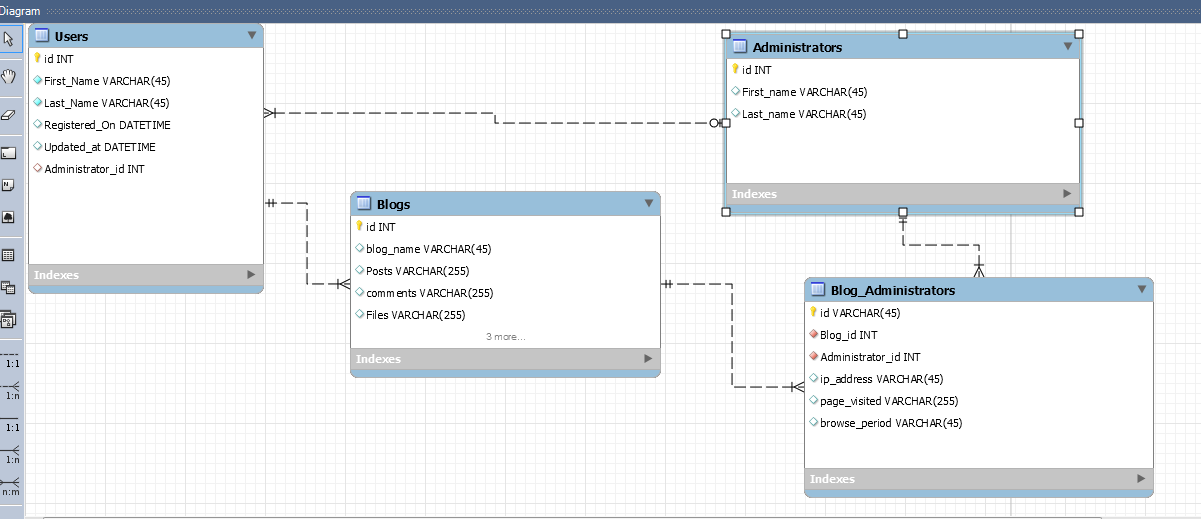 Diagram
Users
id INT
First_Name VARCHAR(45)
Last_Name VARCHAR(45)
Registered_On DATETIME
Updated_at DATETIME
Administrator_id INT
Indexes
Administrators
id INT
First_name VARCHAR(45)
Last_name VARCHAR(45)
Indexes
Blogs
id INT
blog_name VARCHAR(45)
Posts VARCHAR(255)
comments VARCHAR(255)
Files VARCHAR(255)
3 more...
Indexes
Blog_Administrators
id VARCHAR(45)
Blog_id INT
Administrator_id INT
ip_address VARCHAR(45)
page_visited VARCHAR(255)
browse_period VARCHAR(45)
Indexes
1:1
1:n
1:1
1:n
n:m